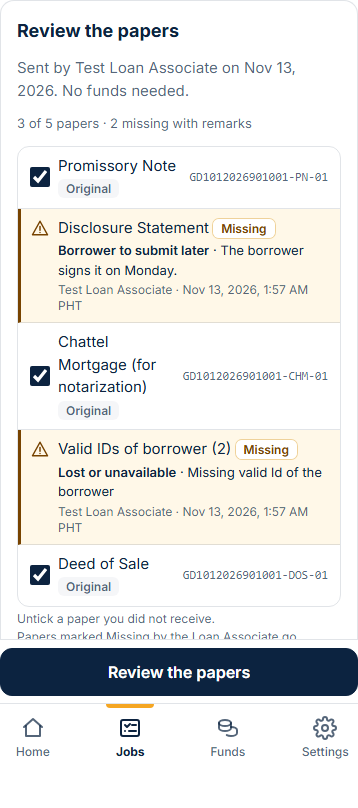 Review the papers
Sent by Test Loan Associate on Nov 13,
2026. No funds needed.
3 of 5 papers · 2 missing with remarks
Promissory Note
Original
GD1012026901001-PN-01
Disclosure Statement Missing
Borrower to submit later · The borrower
signs it on Monday.
Test Loan Associate · Nov 13, 2026, 1:57 AM
PHT
Chattel
Mortgage (for
notarization)
Original
GD1012026901001-CHM-01
Valid IDs of borrower (2) Missing
Lost or unavailable · Missing valid Id of the
borrower
Test Loan Associate · Nov 13, 2026, 1:57 AM
PHT
Deed of Sale
Original
GD1012026901001-DOS-01
Untick a paper you did not receive.
Papers marked Missing by the Loan Associate go
Review the papers
Home
Jobs
Funds
Settings